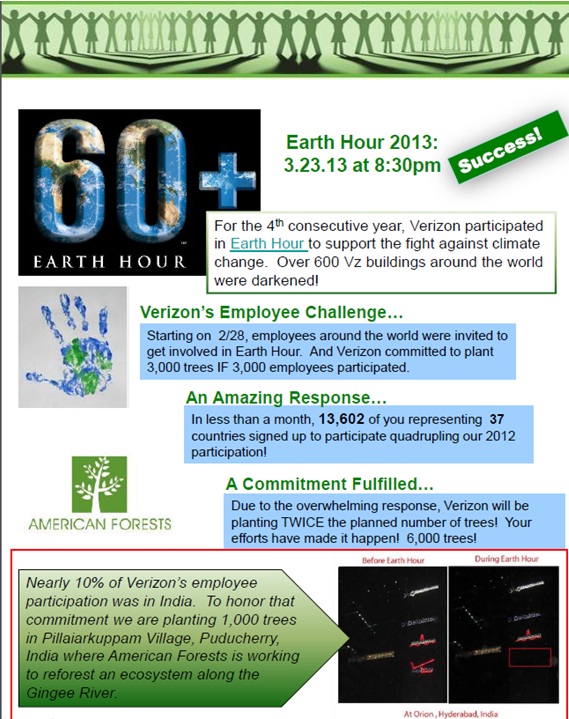 60+
™
EARTH HOUR
Earth Hour 2013:
3.23.13 at 8:30pm
Success!
For the 4th consecutive year, Verizon participated
in Earth Hour to support the fight against climate
change. Over 600 Vz buildings around the world
were darkened!
Verizon's Employee Challenge…
Starting on 2/28, employees around the world were invited to
get involved in Earth Hour. And Verizon committed to plant
3,000 trees IF 3,000 employees participated.
An Amazing Response…
In less than a month, 13,602 of you representing 37
countries signed up to participate quadrupling our 2012
participation!
AMERICAN FORESTS
A Commitment Fulfilled…
Due to the overwhelming response, Verizon will be
planting TWICE the planned number of trees! Your
efforts have made it happen! 6,000 trees!
Nearly 10% of Verizon's employee
participation was in India. To honor that
commitment we are planting 1,000 trees
in Pillaiarkuppam Village, Puducherry,
India where American Forests is working
to reforest an ecosystem along the
Gingee River.
Before Earth Hour
During Earth Hour
At Orion , Hyderabad, India